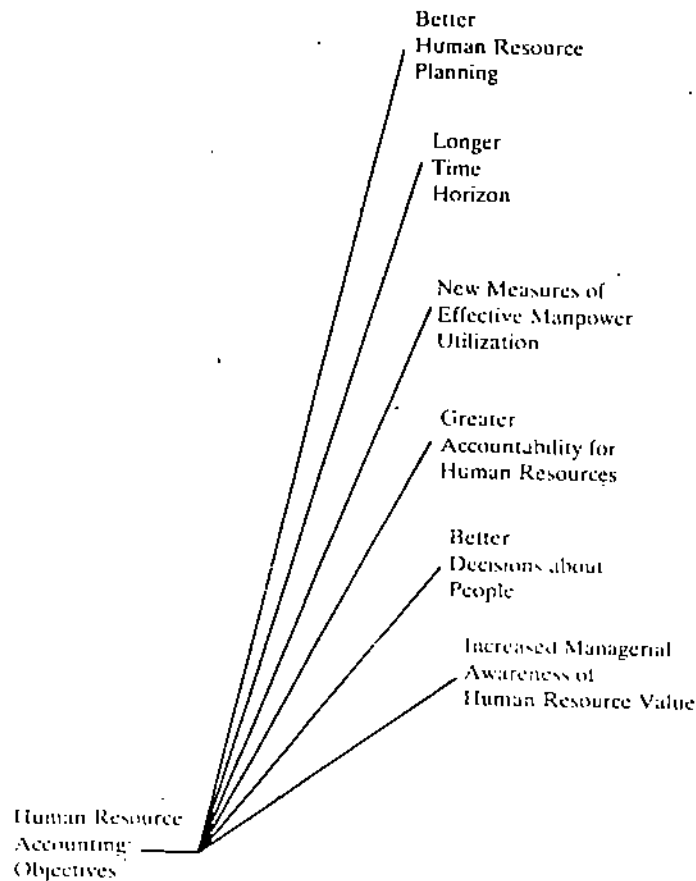 Better
Human Resource
Planning
Longer
Time
Horizon
New Measures of
Effective Manpower
Utilization
Greater
Accountability for
Human Resources
Better
Decisions about
People
Increased Managerial
Awareness of
Human Resource Value
Human Resource
Accounting
Objectives